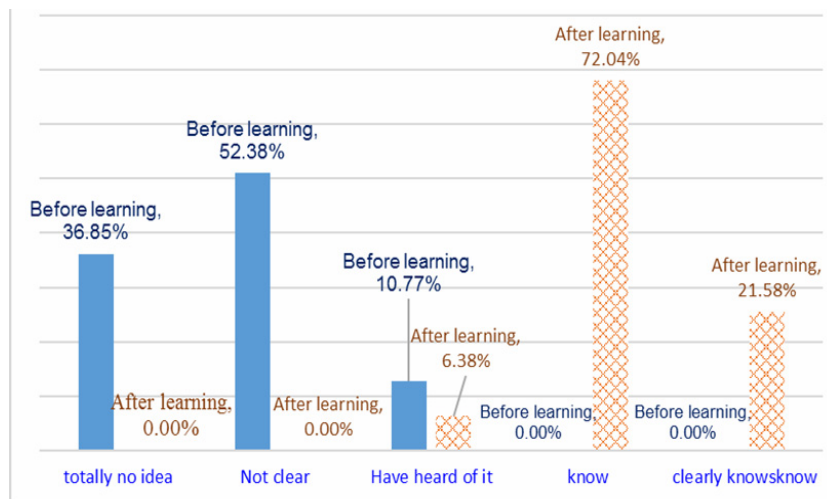 After learning,
72.04%
Before learning,
52.38%
Before learning,
36.85%
Before learning,
10.77%
After learning,
21.58%
After learning,
6.38%
After learning,
0.00%
After learning,
0.00%
Before learning,
0.00%
Before learning,
0.00%
totally no idea
Not clear
Have heard of it
know
clearly knowsknow